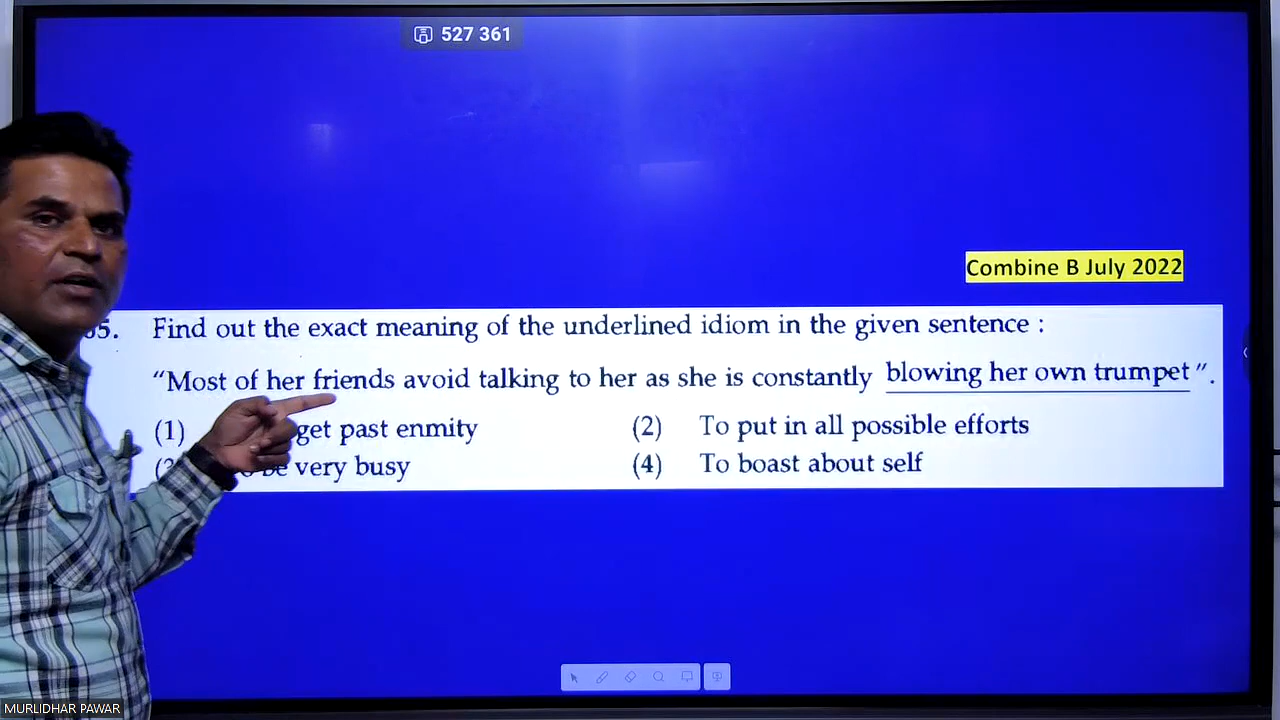 527 361
Combine B July 2022
35. Find out the exact meaning of the underlined idiom in the given sentence :
“Most of her friends avoid talking to her as she is constantly blowing her own trumpet”.
(1) get past enmity (2) To put in all possible efforts
be very busy (4) To boast about self
MURLIDHAR PAWAR